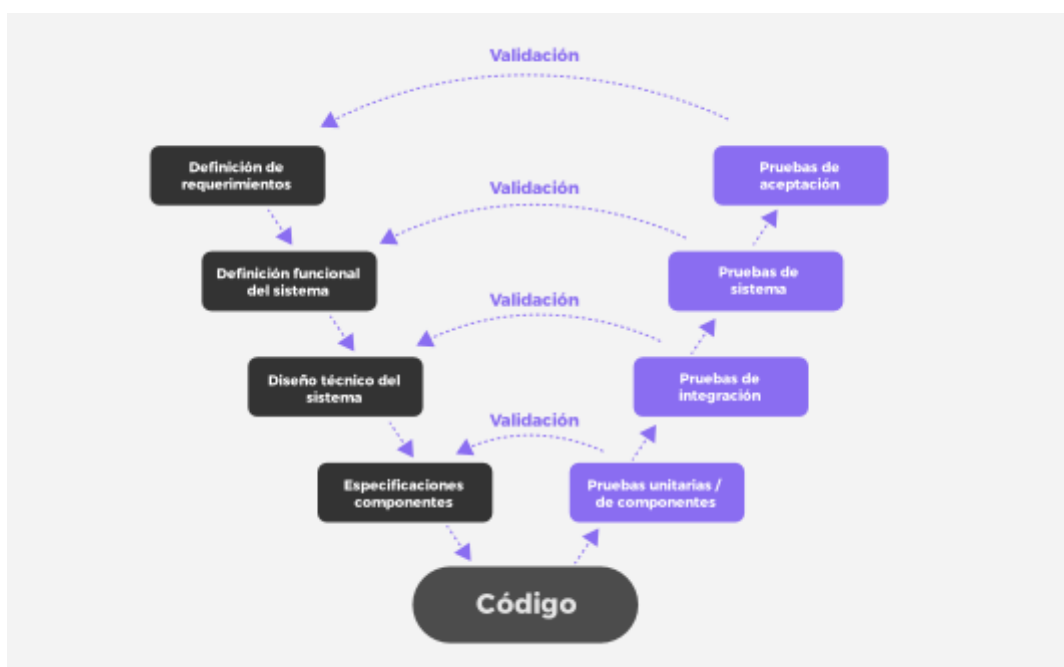 Validación
Definición de
requerimientos
Pruebas de
aceptación
Validación
Definición funcional
del sistema
Pruebas de
sistema
Validación
Diseño técnico del
sistema
Pruebas de
integración
Validación
Especificaciones
componentes
Pruebas unitarias /
de componentes
Código